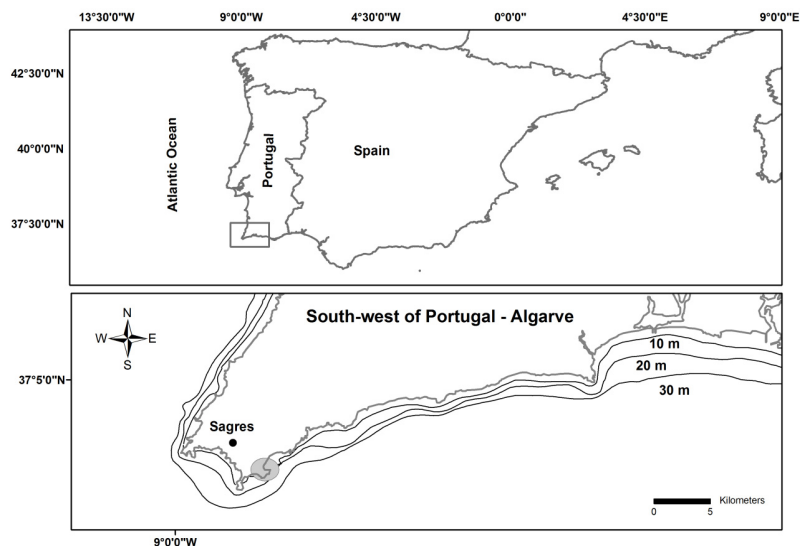 13°30'0"W 9°0'0"W 4°30'0"W 0°0'0" 4°30'0"E 9°0'0"E
42°30'0"N
40°0'0"N
37°30'0"N
Atlantic Ocean
Portugal
Spain
South-west of Portugal - Algarve
N
W E
S
10 m
20 m
30 m
37°5'0"N
Sagres
Kilometers
0 5
9°0'0"W